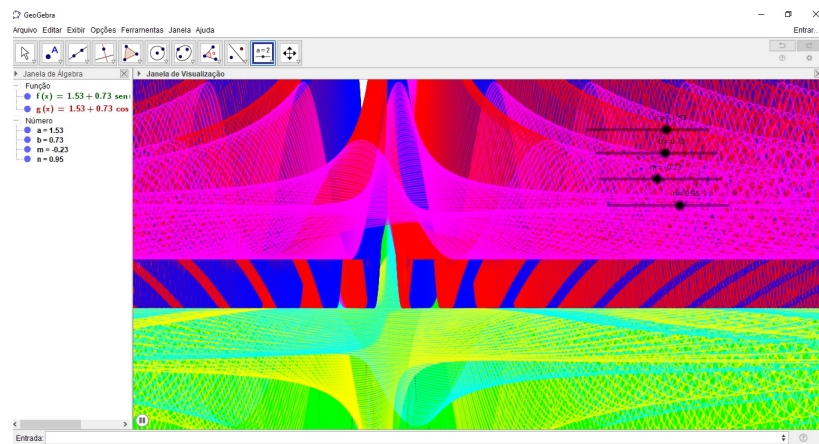 GeoGebra
Arquivo Editar Exibir Opções Ferramentas Janela Ajuda
Entrar...
A
a=2
Janela de Álgebra
Janela de Visualização
Função
f(x) = 1.53 + 0.73 sen
g(x) = 1.53 + 0.73 cos
Número
a = 1.53
b = 0.73
m = -0.23
n = 0.95
Entrada: